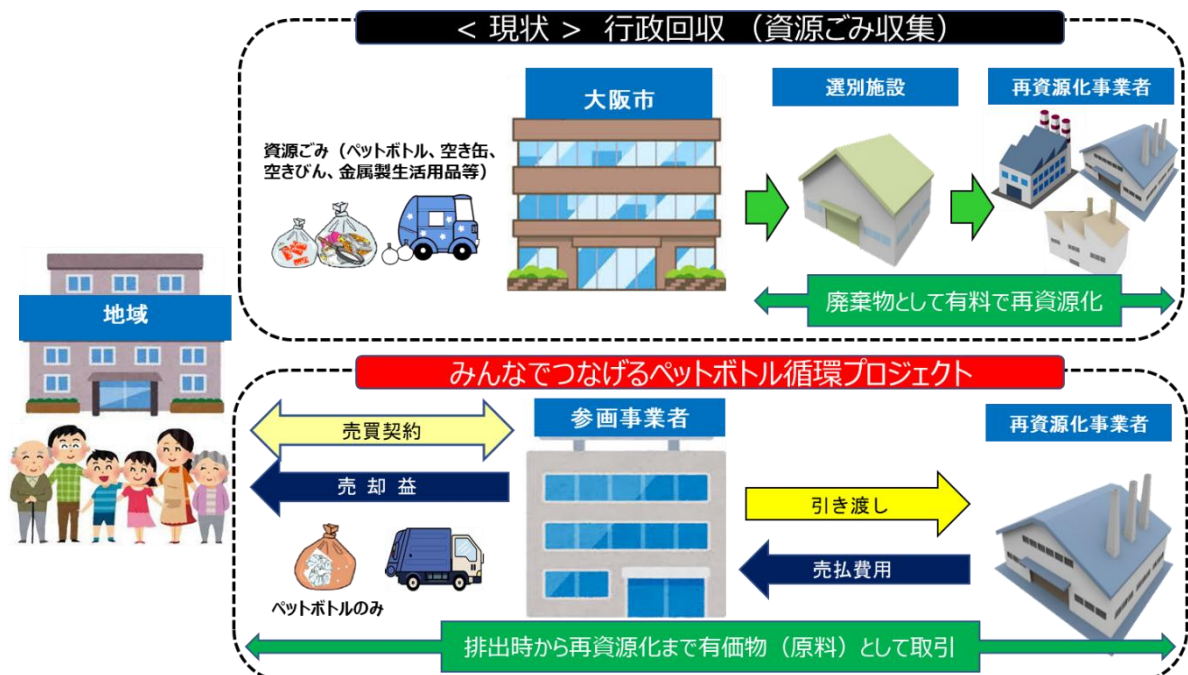 ＜現状＞ 行政回収 （資源ごみ収集）
大阪市
選別施設
再資源化事業者
資源ごみ（ペットボトル、空き缶、
空きびん、金属製生活用品等）
廃棄物として有料で再資源化
地域
みんなでつなげるペットボトル循環プロジェクト
参画事業者
再資源化事業者
売買契約
売却益
引き渡し
売払費用
ペットボトルのみ
排出時から再資源化まで有価物（原料）として取引